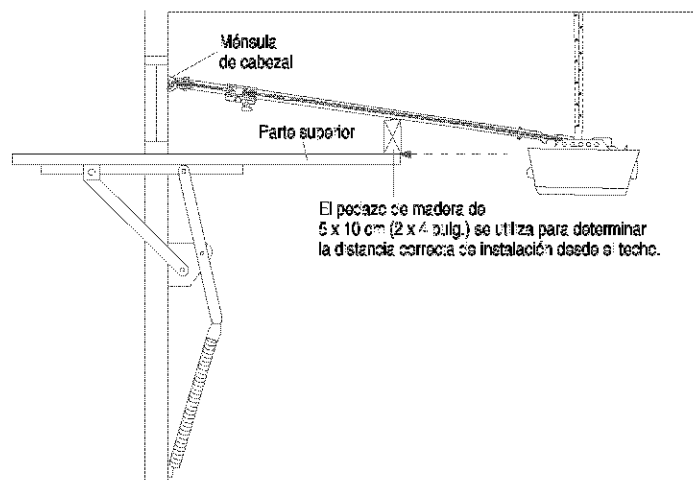 Ménsula
de cabezal
Parte superior
El pedazo de madera de
5 x 10 cm (2 x 4 pulg.) se utiliza para determinar
la distancia correcta de instalación desde el techo.